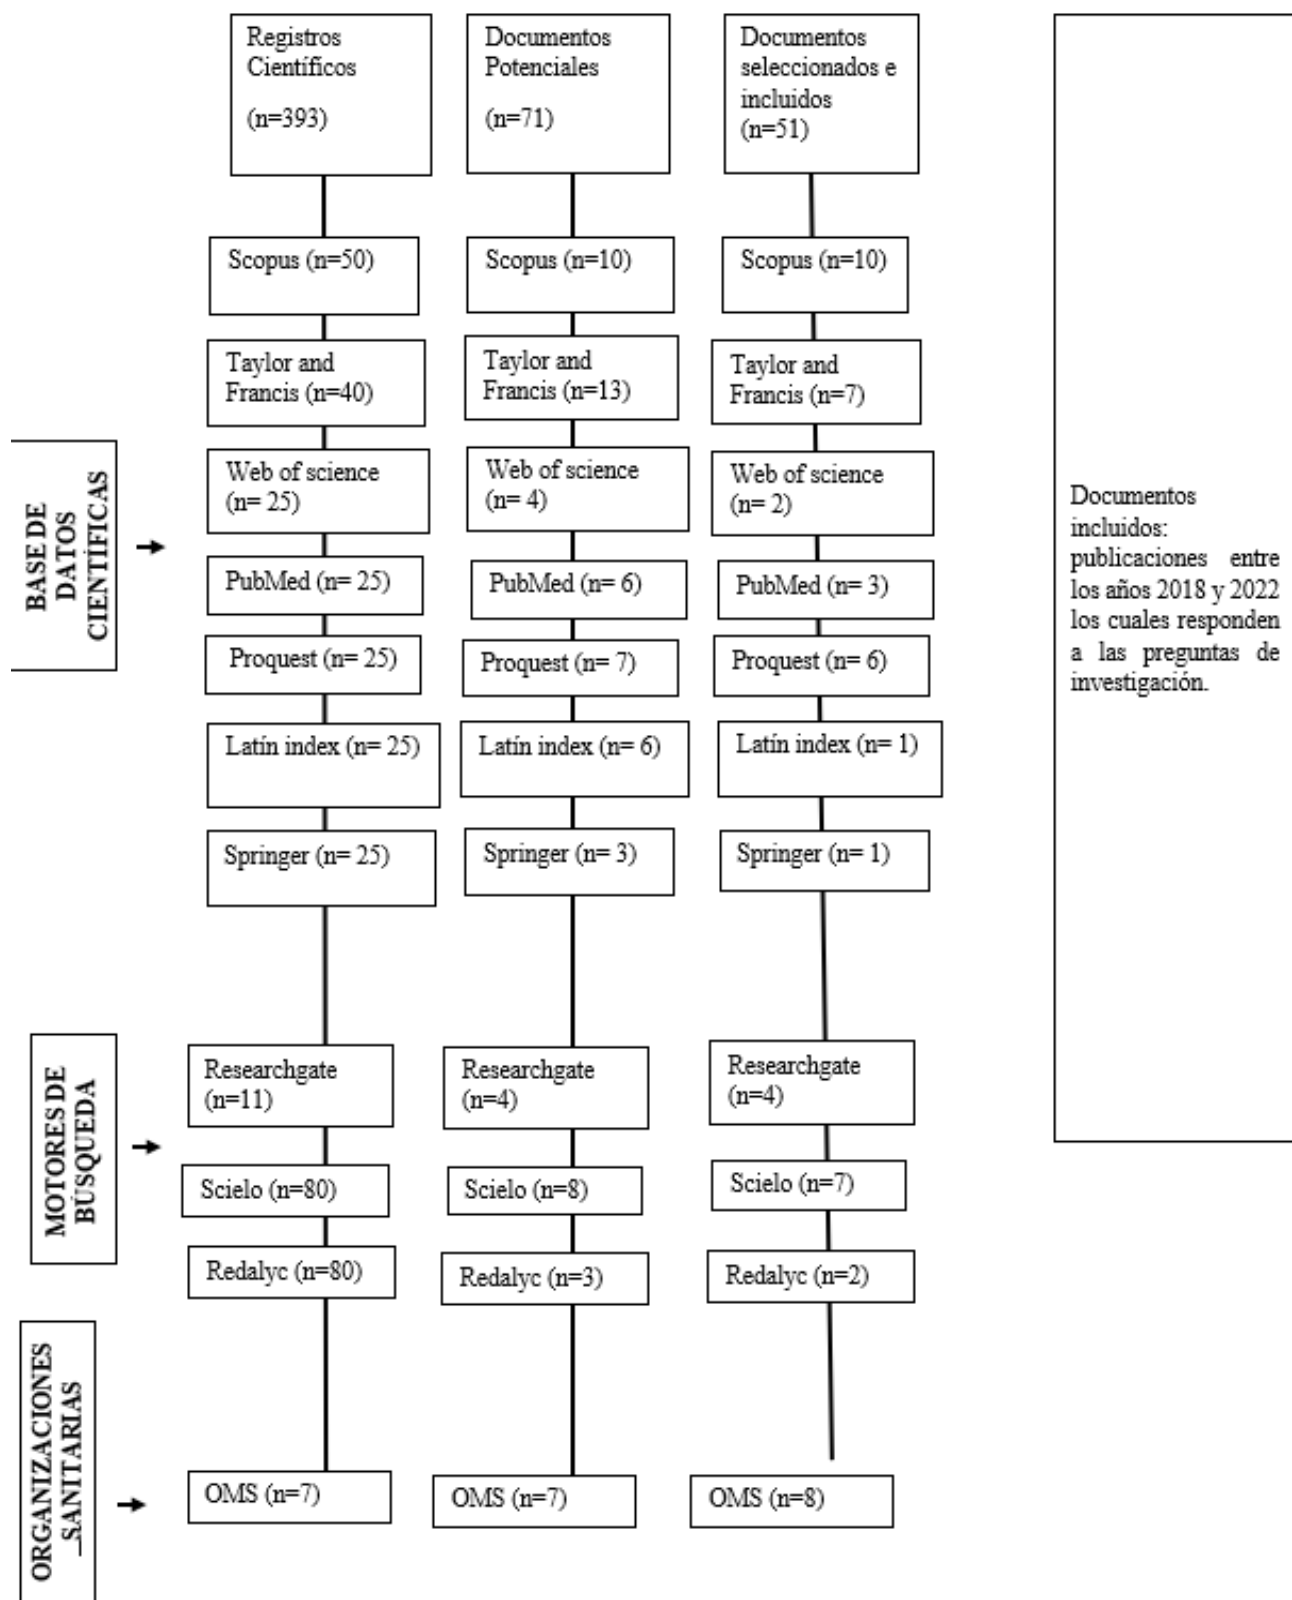 Registros
Científicos
(n=393)
Documentos
Potenciales
(n=71)
Documentos
seleccionados e
incluidos
(n=51)
Scopus (n=50)
Scopus (n=10)
Scopus (n=10)
Taylor and
Francis (n=40)
Taylor and
Francis (n=13)
Taylor and
Francis (n=7)
BASE DE
DATOS
CIENTÍFICAS
Web of science
(n= 25)
Web of science
(n= 4)
Web of science
(n= 2)
PubMed (n= 25)
PubMed (n= 6)
PubMed (n= 3)
Proquest (n= 25)
Proquest (n= 7)
Proquest (n= 6)
Latín index (n= 25)
Latín index (n= 6)
Latín index (n= 1)
Springer (n= 25)
Springer (n= 3)
Springer (n= 1)
Documentos
incluidos:
publicaciones entre
los años 2018 y 2022
los cuales responden
a las preguntas de
investigación.
MOTORES DE
BÚSQUEDA
Researchgate
(n=11)
Researchgate
(n=4)
Researchgate
(n=4)
Scielo (n=80)
Scielo (n=8)
Scielo (n=7)
Redalyc (n=80)
Redalyc (n=3)
Redalyc (n=2)
ORGANIZACIONES
SANITARIAS
OMS (n=7)
OMS (n=7)
OMS (n=8)